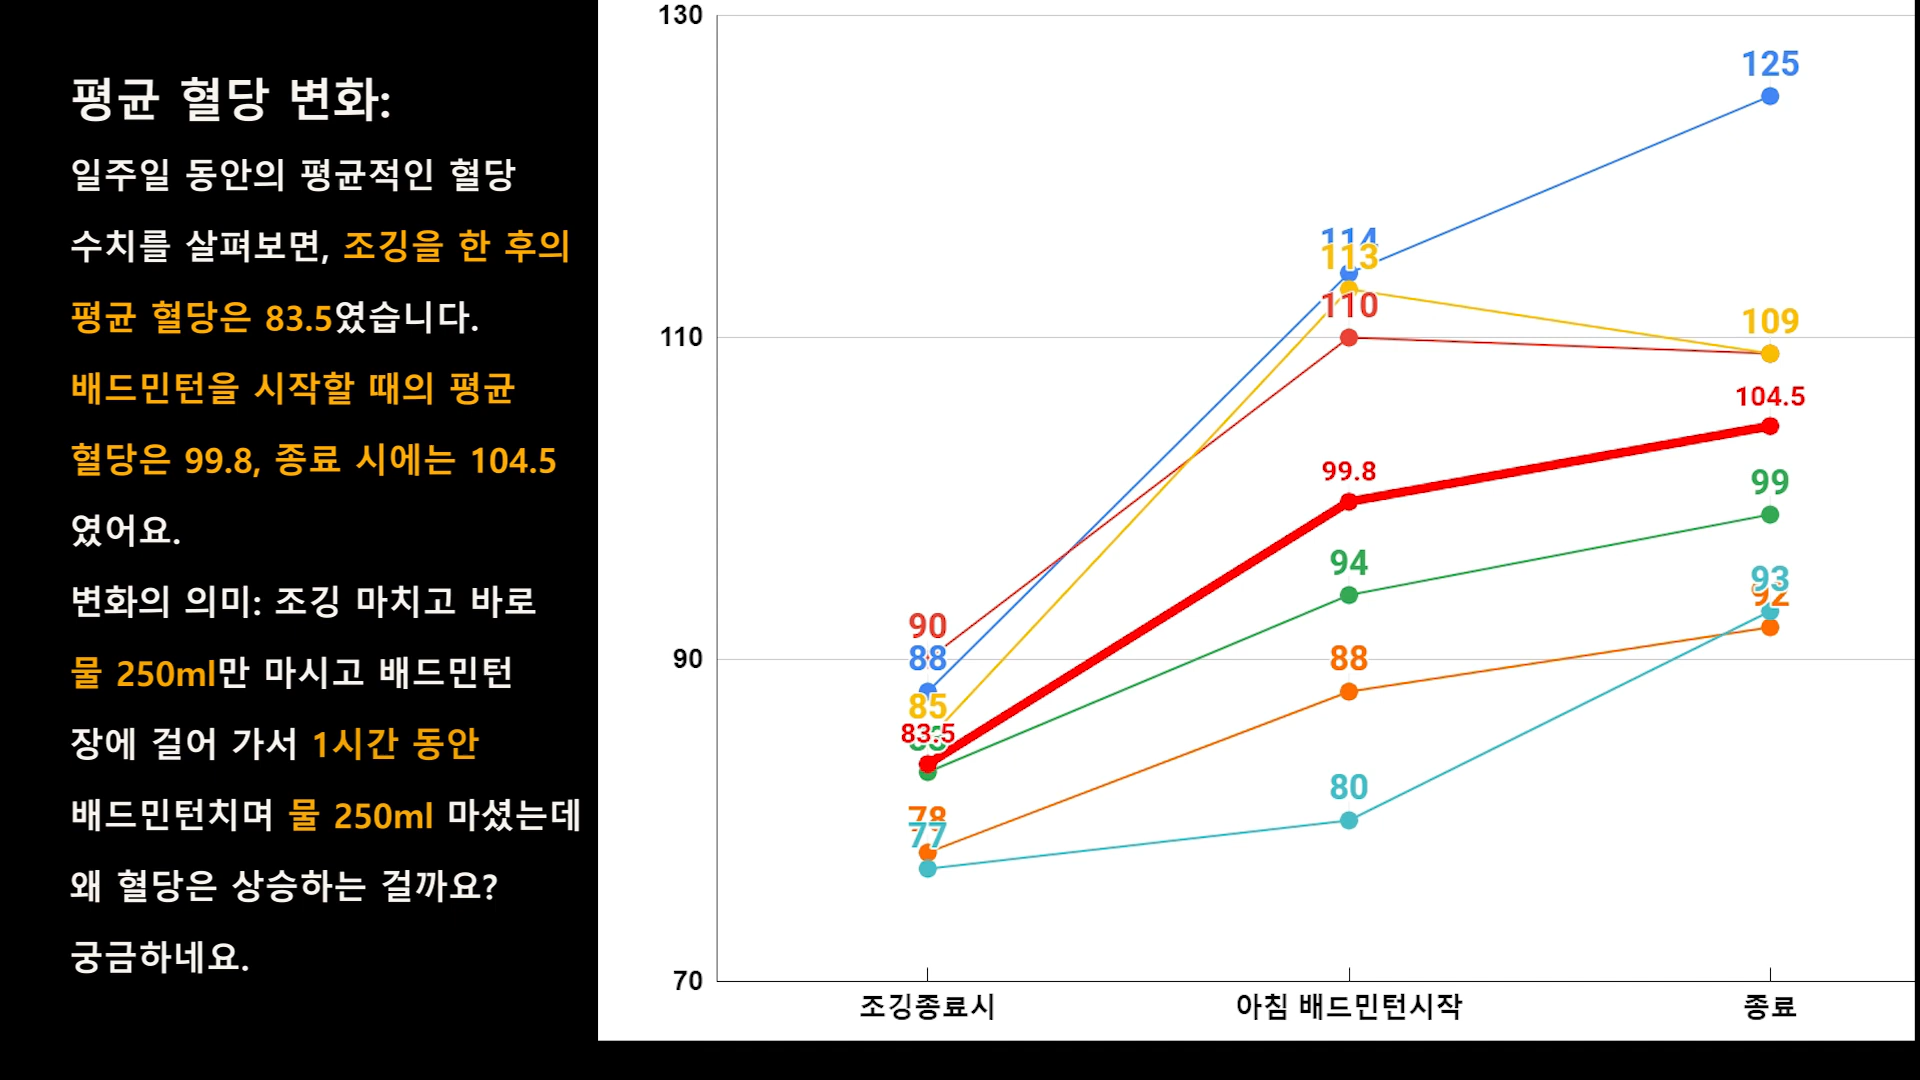 평균 혈당 변화:
일주일 동안의 평균적인 혈당
수치를 살펴보면, 조깅을 한 후의
평균 혈당은 83.5였습니다.
배드민턴을 시작할 때의 평균
혈당은 99.8, 종료 시에는 104.5
였어요.
변화의 의미: 조깅 마치고 바로
물 250ml만 마시고 배드민턴
장에 걸어 가서 1시간 동안
배드민턴치며 물 250ml 마셨는데
왜 혈당은 상승하는 걸까요?
궁금하네요.
130
125
114
113
110
110
109
104.5
99.8
99
94
93
92
90
90
88
88
85
83.5
80
78
77
70
조깅종료시
아침 배드민턴시작
종료